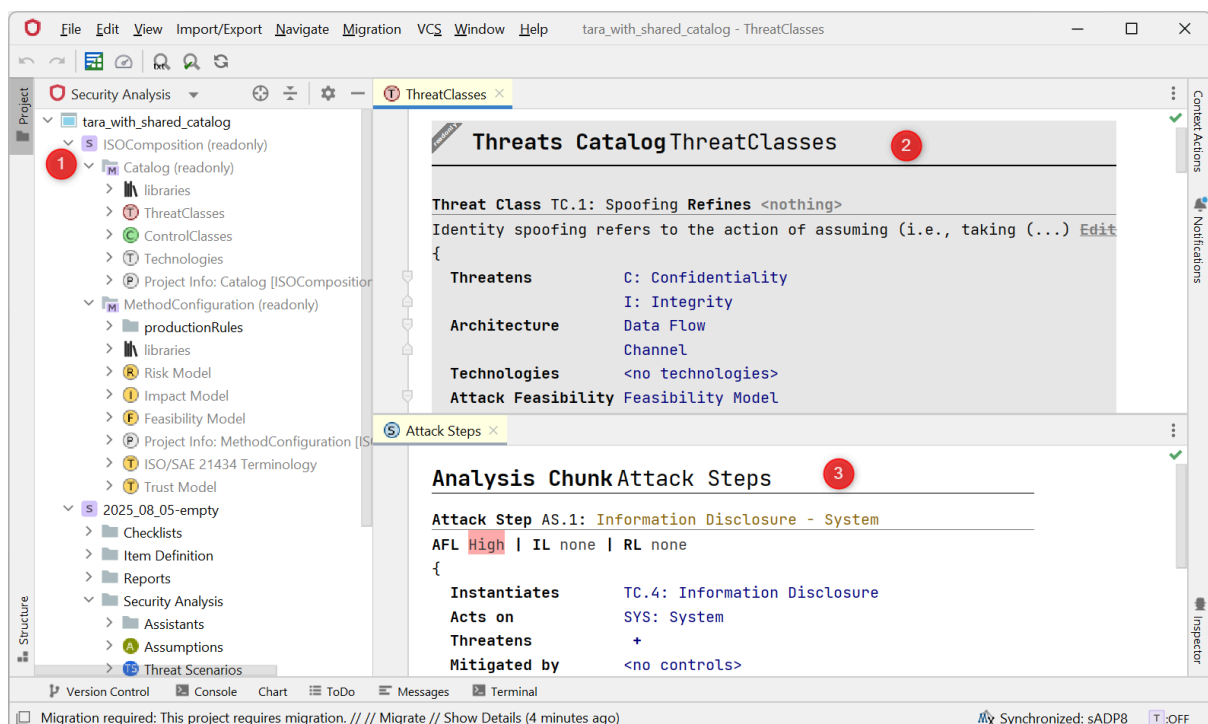 File Edit View Import/Export Navigate Migration VCS Window Help tara_with_shared_catalog - ThreatClasses
Project
Security Analysis
tara_with_shared_catalog
S ISOComposition (readonly)
1
M Catalog (readonly)
libraries
T ThreatClasses
C ControlClasses
T Technologies
P Project Info: Catalog [ISOComposition
M MethodConfiguration (readonly)
productionRules
libraries
R Risk Model
I Impact Model
F Feasibility Model
P Project Info: MethodConfiguration [IS
T ISO/SAE 21434 Terminology
T Trust Model
S 2025_08_05-empty
Checklists
Item Definition
Reports
Security Analysis
Assistants
A Assumptions
TS Threat Scenarios
Structure
T ThreatClasses
readonly
Threats Catalog ThreatClasses
2
Threat Class TC.1: Spoofing Refines <nothing>
Identity spoofing refers to the action of assuming (i.e., taking (...) Edit
{
Threatens C: Confidentiality
I: Integrity
Architecture Data Flow
Channel
Technologies <no technologies>
Attack Feasibility Feasibility Model
S Attack Steps
Analysis Chunk Attack Steps
3
Attack Step AS.1: Information Disclosure - System
AFL High | IL none | RL none
{
Instantiates TC.4: Information Disclosure
Acts on SYS: System
Threatens +
Mitigated by <no controls>
Context Actions
Notifications
Inspector
Version Control Console Chart ToDo Messages Terminal
Migration required: This project requires migration. // // Migrate // Show Details (4 minutes ago) Synchronized: sADP8 T :OFF